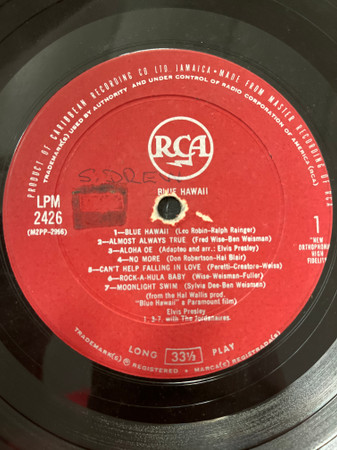 PRODUCT OF CARIBBEAN RECORDING CO LTD. JAMAICA • MADE FROM MASTER RECORDING OF RCA
TRADEMARK(s) USED BY AUTHORITY AND UNDER CONTROL OF RADIO CORPORATION OF AMERICA (RCA)
RCA
BLUE HAWAII
LPM
2426
(M2PP-2966)
1
"NEW
ORTHOPHONIC"
HIGH
FIDELITY
1—BLUE HAWAII (Leo Robin-Ralph Rainger)
2—ALMOST ALWAYS TRUE (Fred Wise-Ben Weisman)
3—ALOHA OE (Adapted and arr.: Elvis Presley)
4—NO MORE (Don Robertson-Hal Blair)
5—CAN'T HELP FALLING IN LOVE (Peretti-Creatore-Weiss)
6—ROCK-A-HULA BABY (Wise-Weisman-Fuller)
7—MOONLIGHT SWIM (Sylvia Dee-Ben Weisman)
(from the Hal Wallis prod.
"Blue Hawaii" a Paramount film)
Elvis Presley
1, 3-7, with The Jordanaires
LONG 33⅓ PLAY
TRADEMARK(s) ® REGISTERED • MARCA(s) REGISTRADA(s)